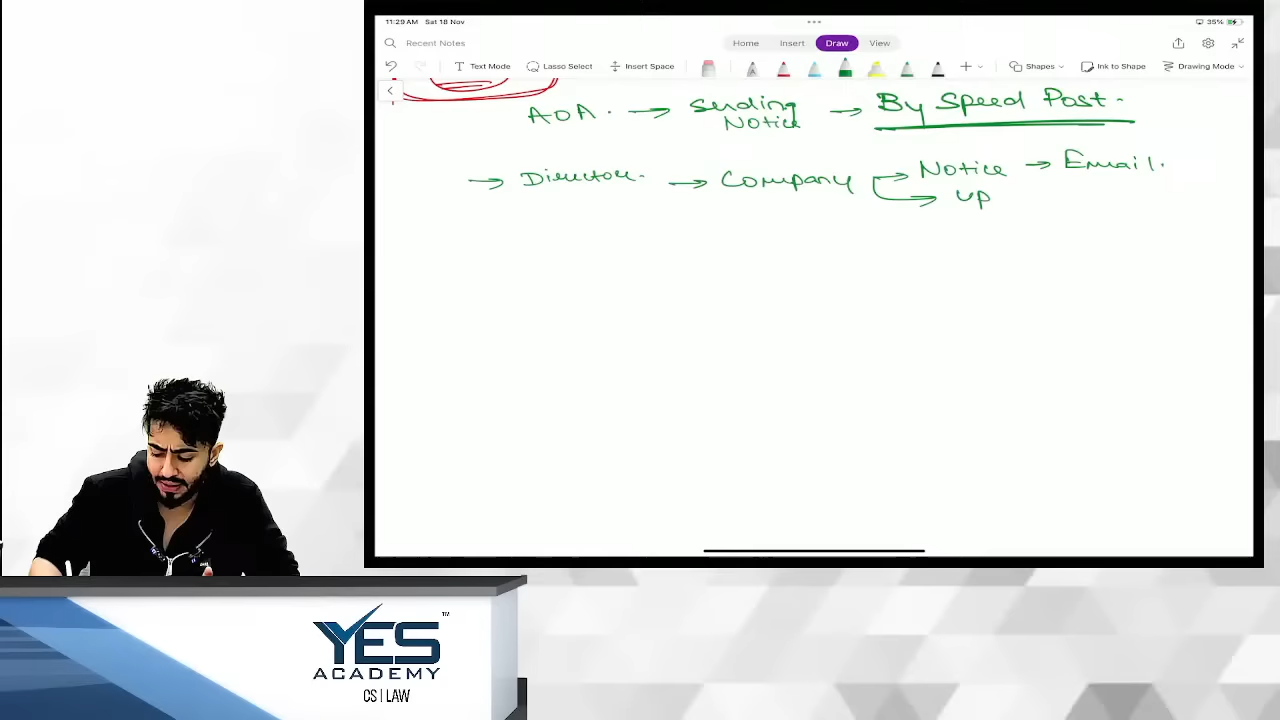 11:29 AM Sat 18 Nov
35%
Recent Notes
Home Insert Draw View
Text Mode Lasso Select Insert Space Shapes Ink to Shape Drawing Mode
AOA. → Sending Notice → By Speed Post.
→ Director. → Company → Notice → Email.
→ up
YES™
ACADEMY
CS | LAW